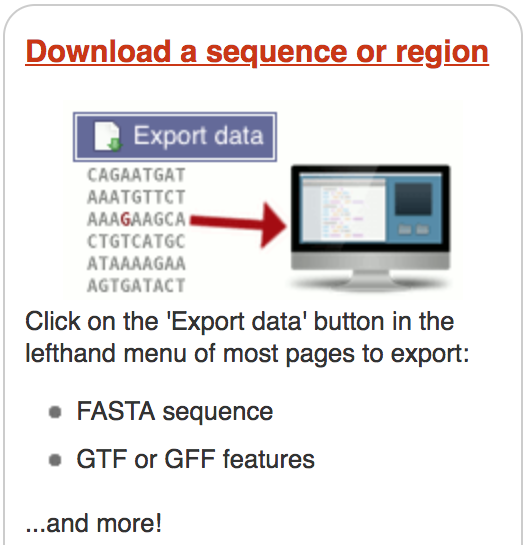 Download a sequence or region
Export data
CAGAATGAT
AAATGTTCT
AAAGAAGCA
CTGTCATGC
ATAAAAGAA
AGTGATACT
Click on the 'Export data' button in the
lefthand menu of most pages to export:
FASTA sequence
GTF or GFF features
...and more!